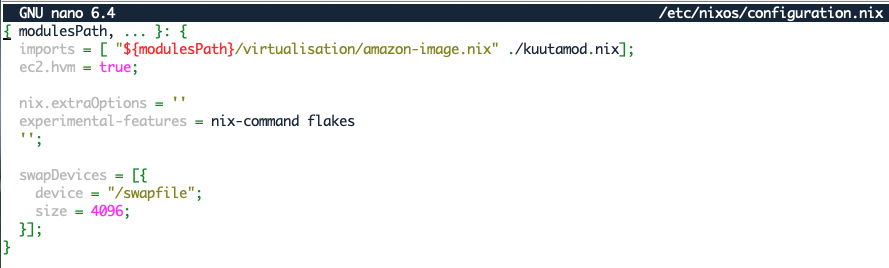 GNU nano 6.4 /etc/nixos/configuration.nix
{ modulesPath, ... }: {
  imports = [ "${modulesPath}/virtualisation/amazon-image.nix" ./kuutamod.nix];
  ec2.hvm = true;

  nix.extraOptions = ''
  experimental-features = nix-command flakes
  '';

  swapDevices = [{
    device = "/swapfile";
    size = 4096;
  }];
}